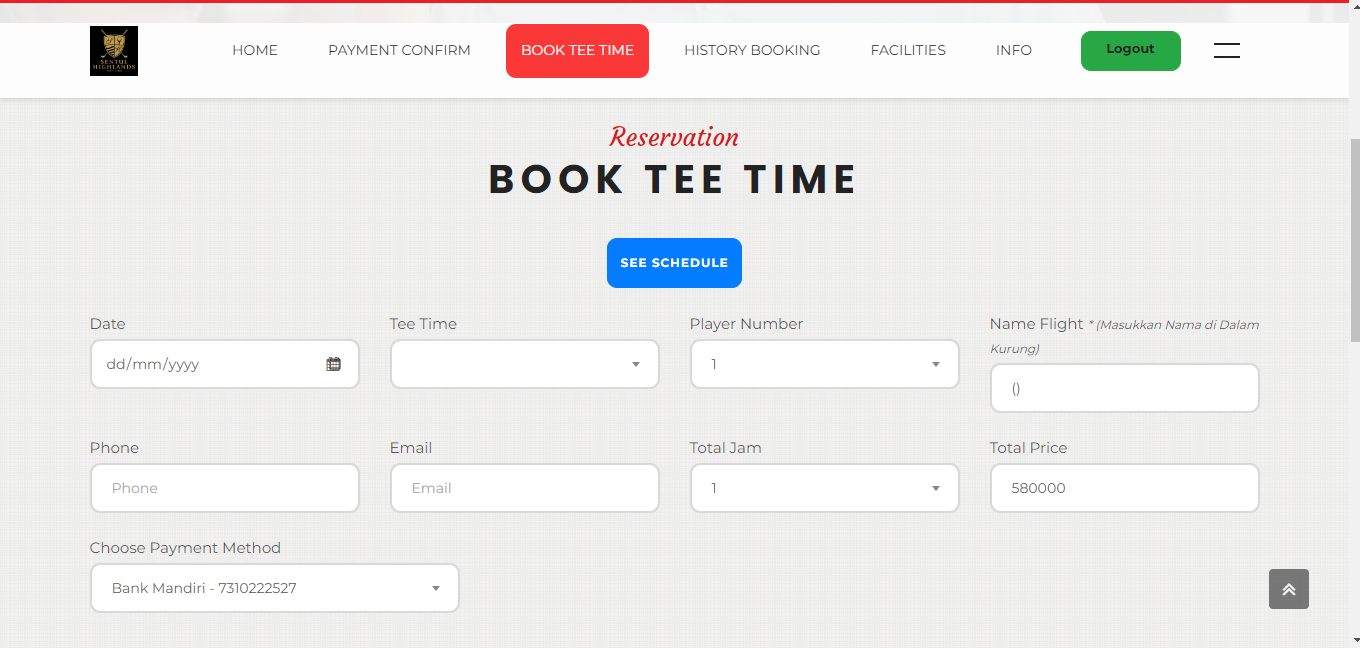 SENTUL
HIGHLANDS
HOME
PAYMENT CONFIRM
BOOK TEE TIME
HISTORY BOOKING
FACILITIES
INFO
Logout
Reservation
BOOK TEE TIME
SEE SCHEDULE
Date
Tee Time
Player Number
Name Flight * (Masukkan Nama di Dalam
Kurung)
dd/mm/yyyy
1
()
Phone
Email
Total Jam
Total Price
Phone
Email
1
580000
Choose Payment Method
Bank Mandiri - 7310222527